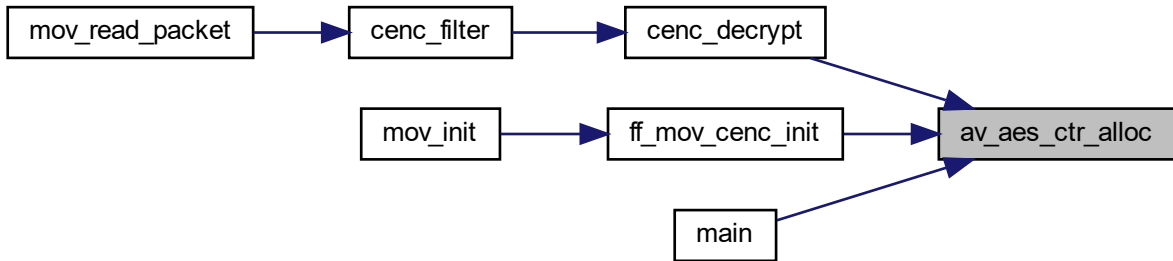 mov_read_packet
cenc_filter
cenc_decrypt
mov_init
ff_mov_cenc_init
av_aes_ctr_alloc
main